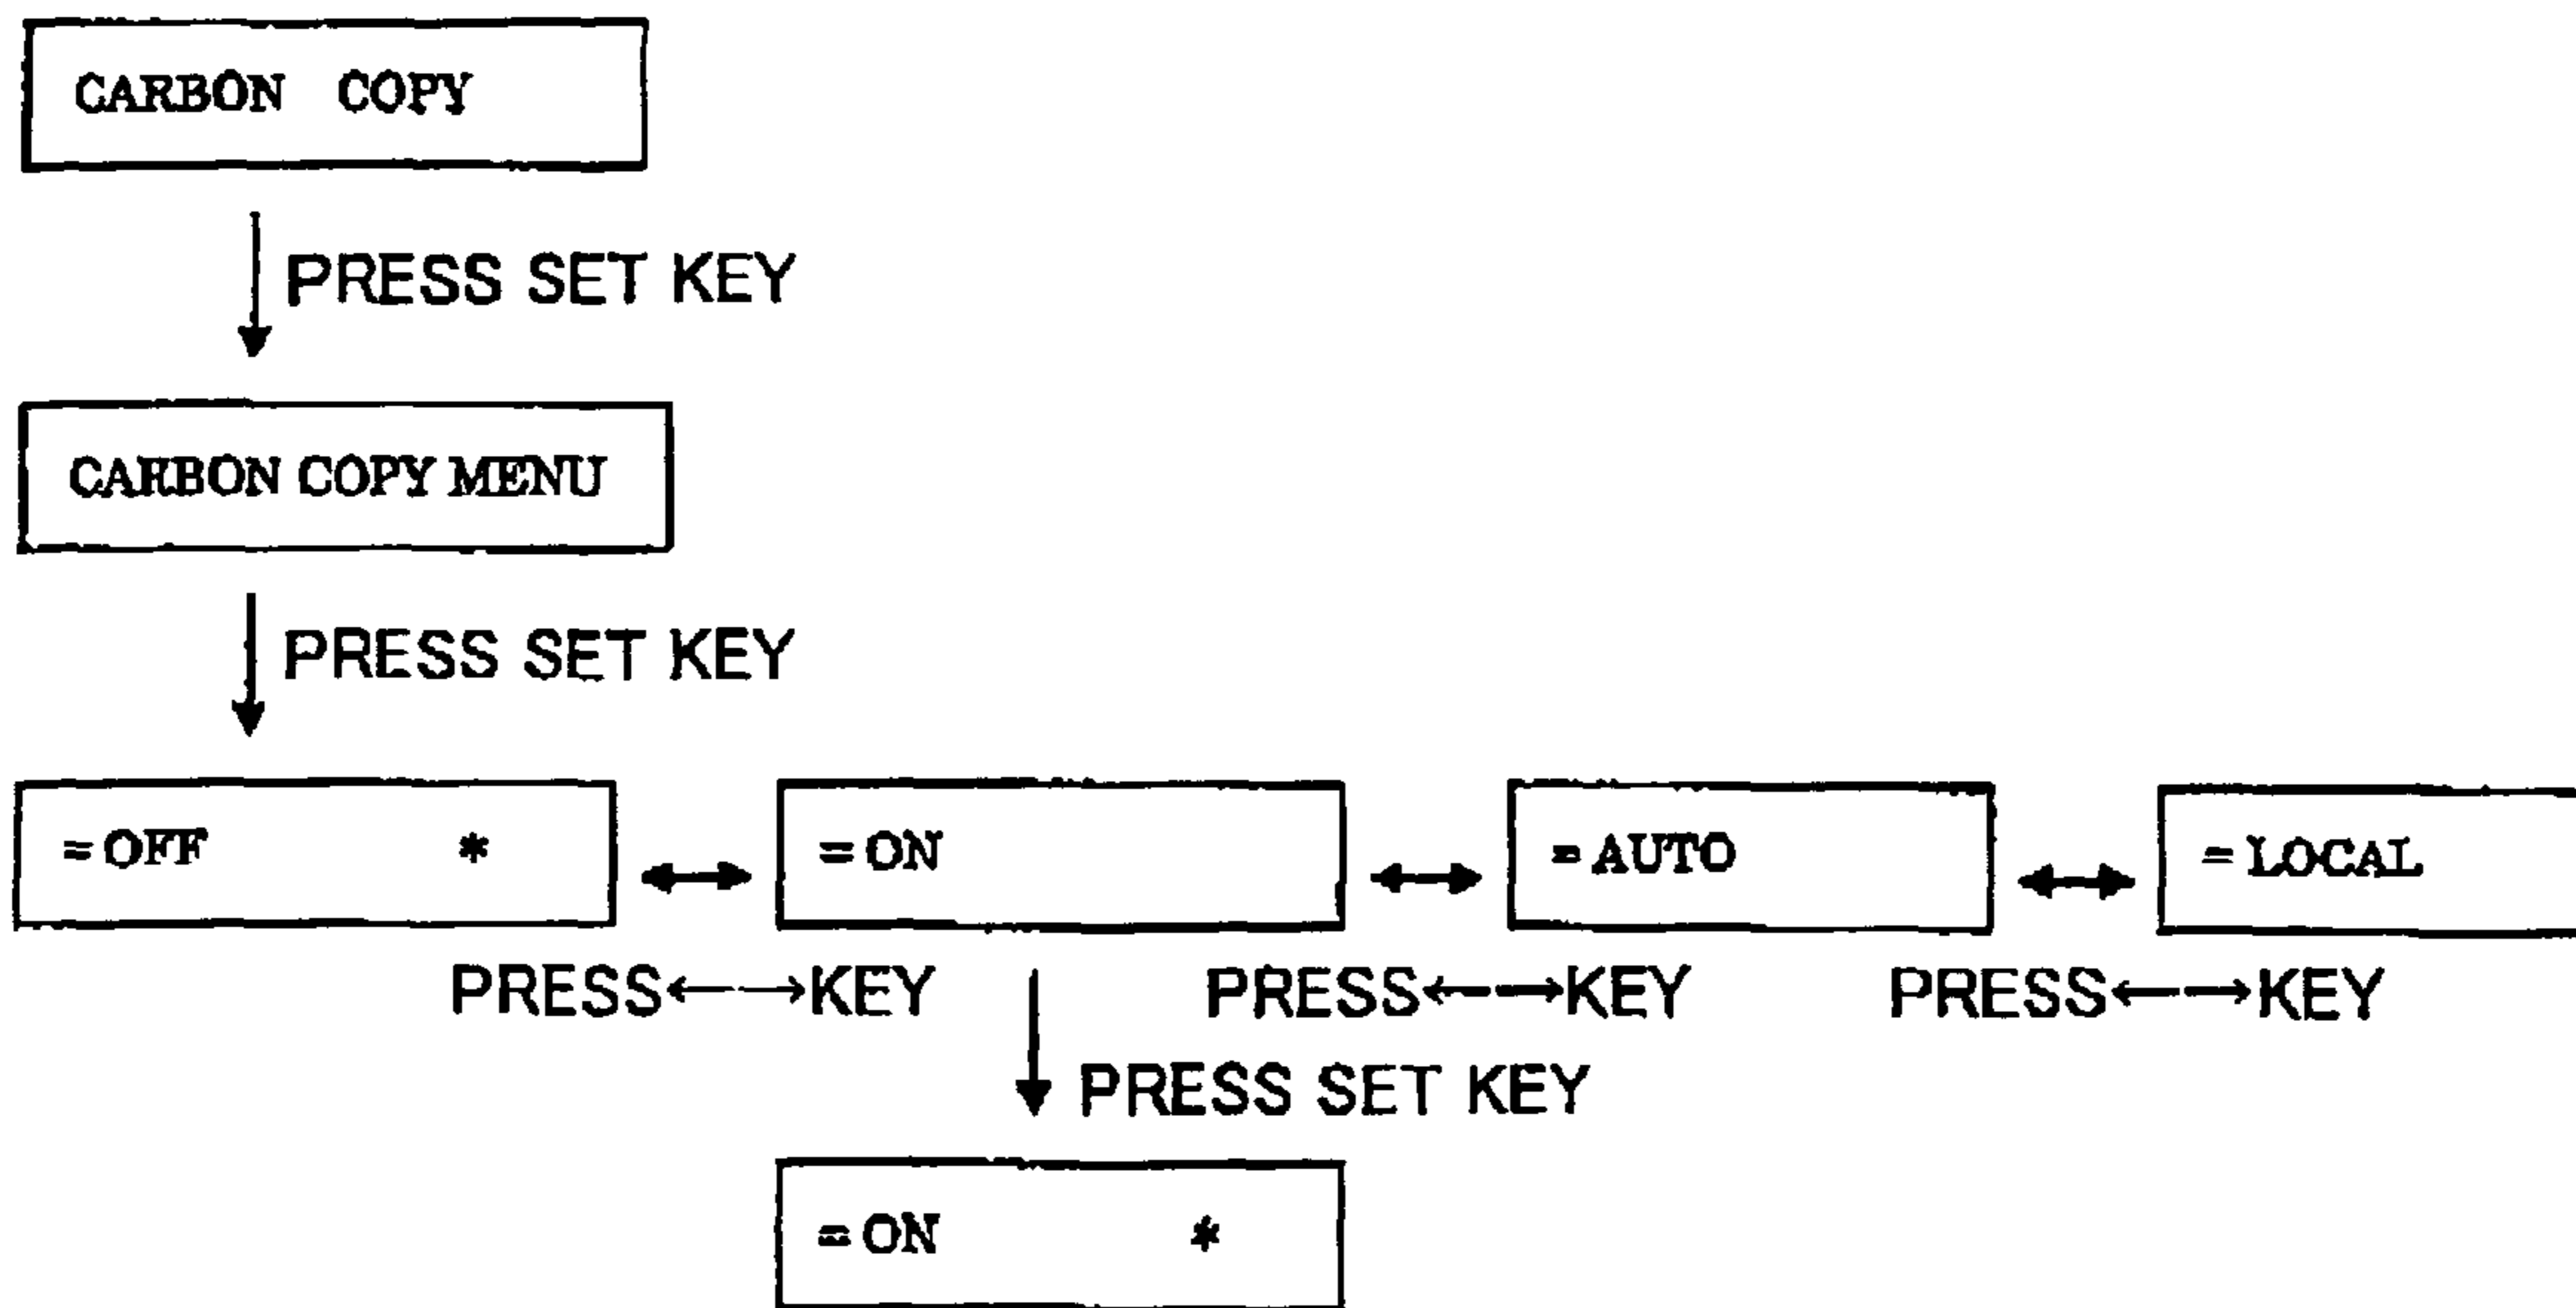 CARBON COPY
PRESS SET KEY
CARBON COPY MENU
PRESS SET KEY
=OFF *
=ON
=AUTO
=LOCAL
PRESS←→KEY
PRESS←→KEY
PRESS←→KEY
PRESS SET KEY
=ON *